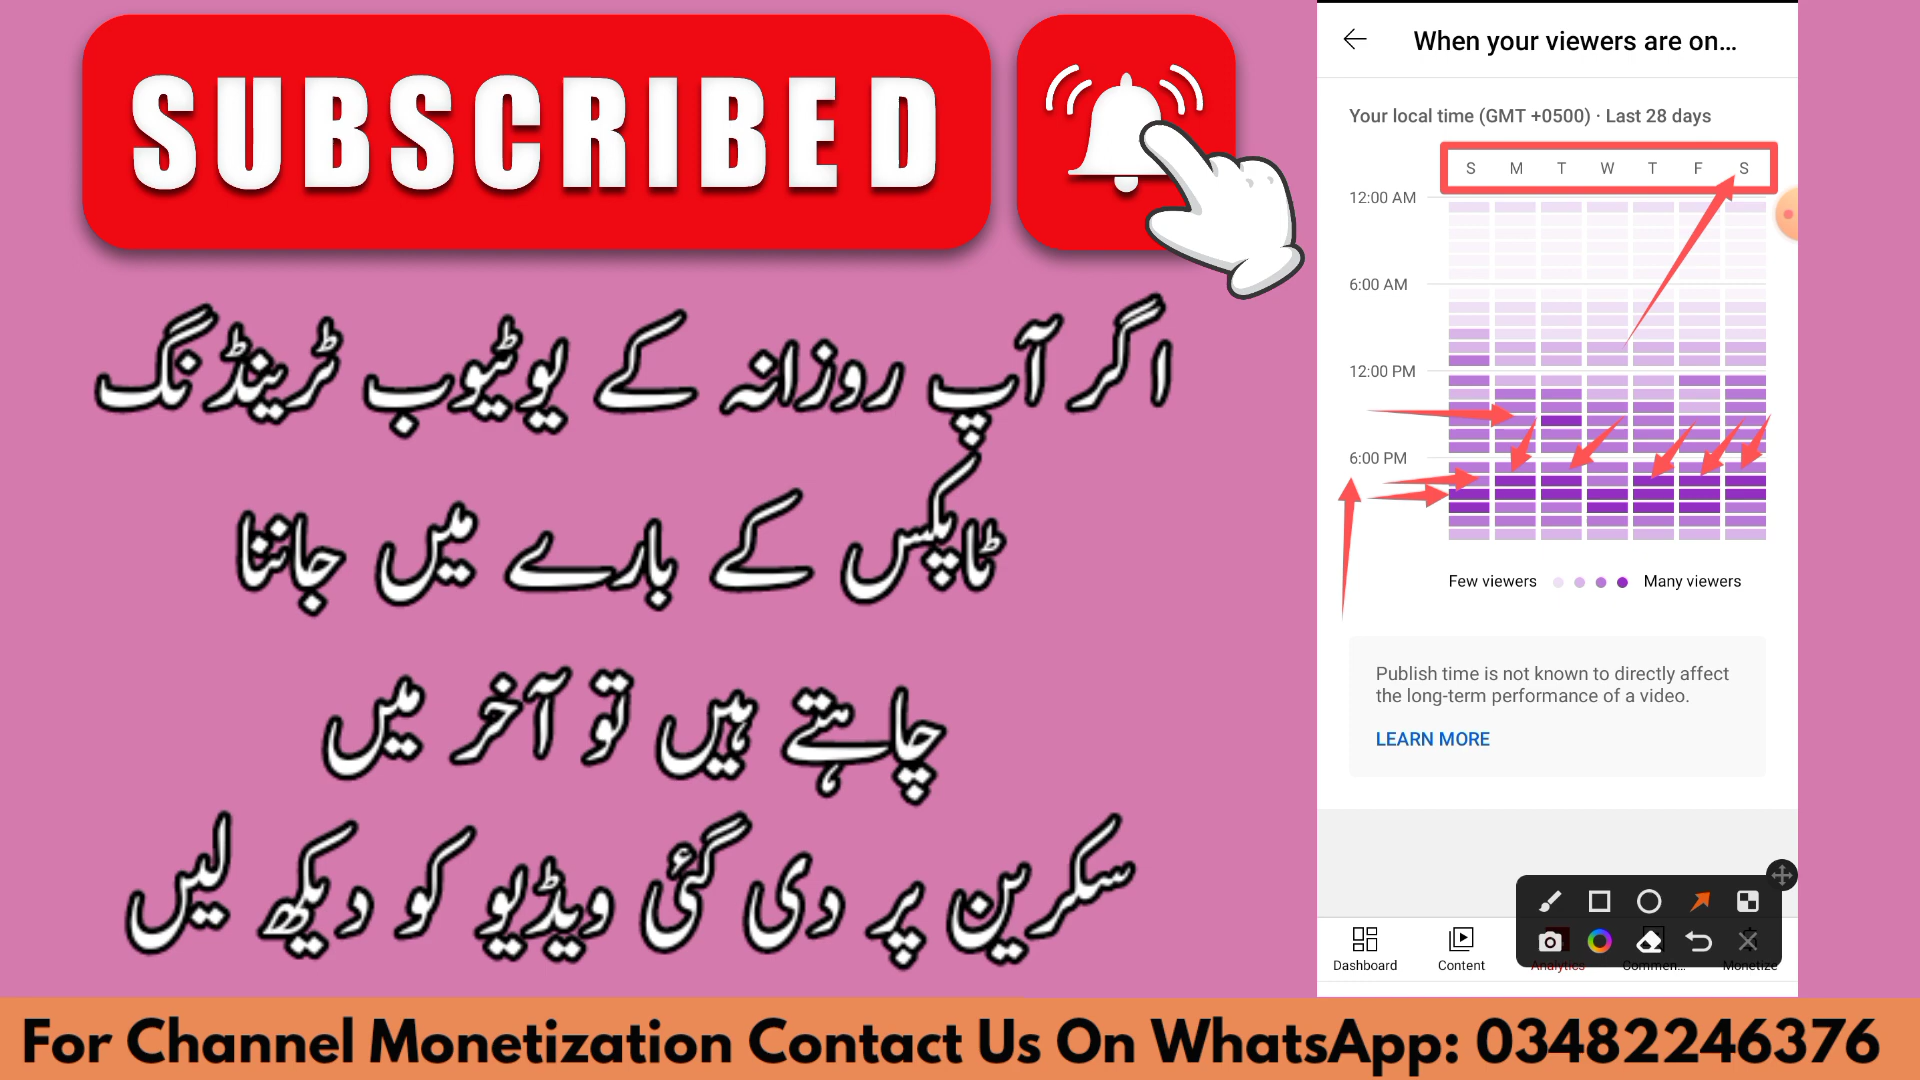 SUBSCRIBED
اگر آپ روزانہ کے یوٹیوب ٹرینڈنگ
ٹاپکس کے بارے میں جاننا
چاہتے ہیں تو آخر میں
سکرین پر دی گئی ویڈیو کو دیکھ لیں
When your viewers are on...
Your local time (GMT +0500) · Last 28 days
S M T W T F S
12:00 AM
6:00 AM
12:00 PM
6:00 PM
Few viewers Many viewers
Publish time is not known to directly affect
the long-term performance of a video.
LEARN MORE
Dashboard Content Analytics Commen... Monetize
For Channel Monetization Contact Us On WhatsApp: 03482246376